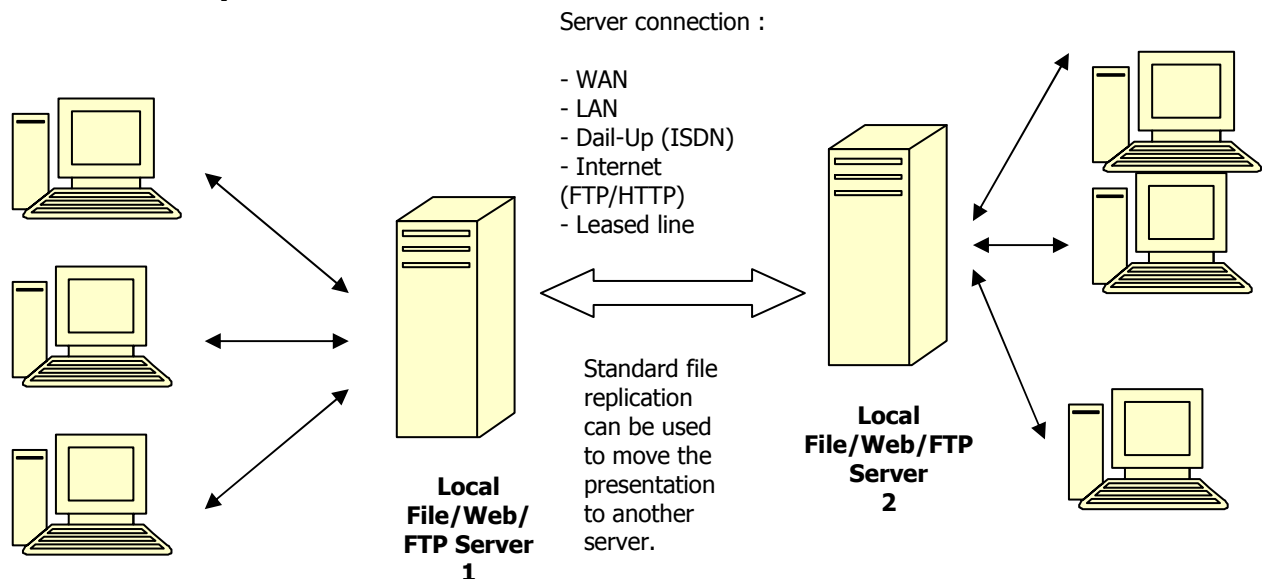 Server connection :
- WAN
- LAN
- Dail-Up (ISDN)
- Internet
(FTP/HTTP)
- Leased line
Standard file
replication
can be used
to move the
presentation
to another
server.
Local
File/Web/
FTP Server
1
Local
File/Web/FTP
Server
2